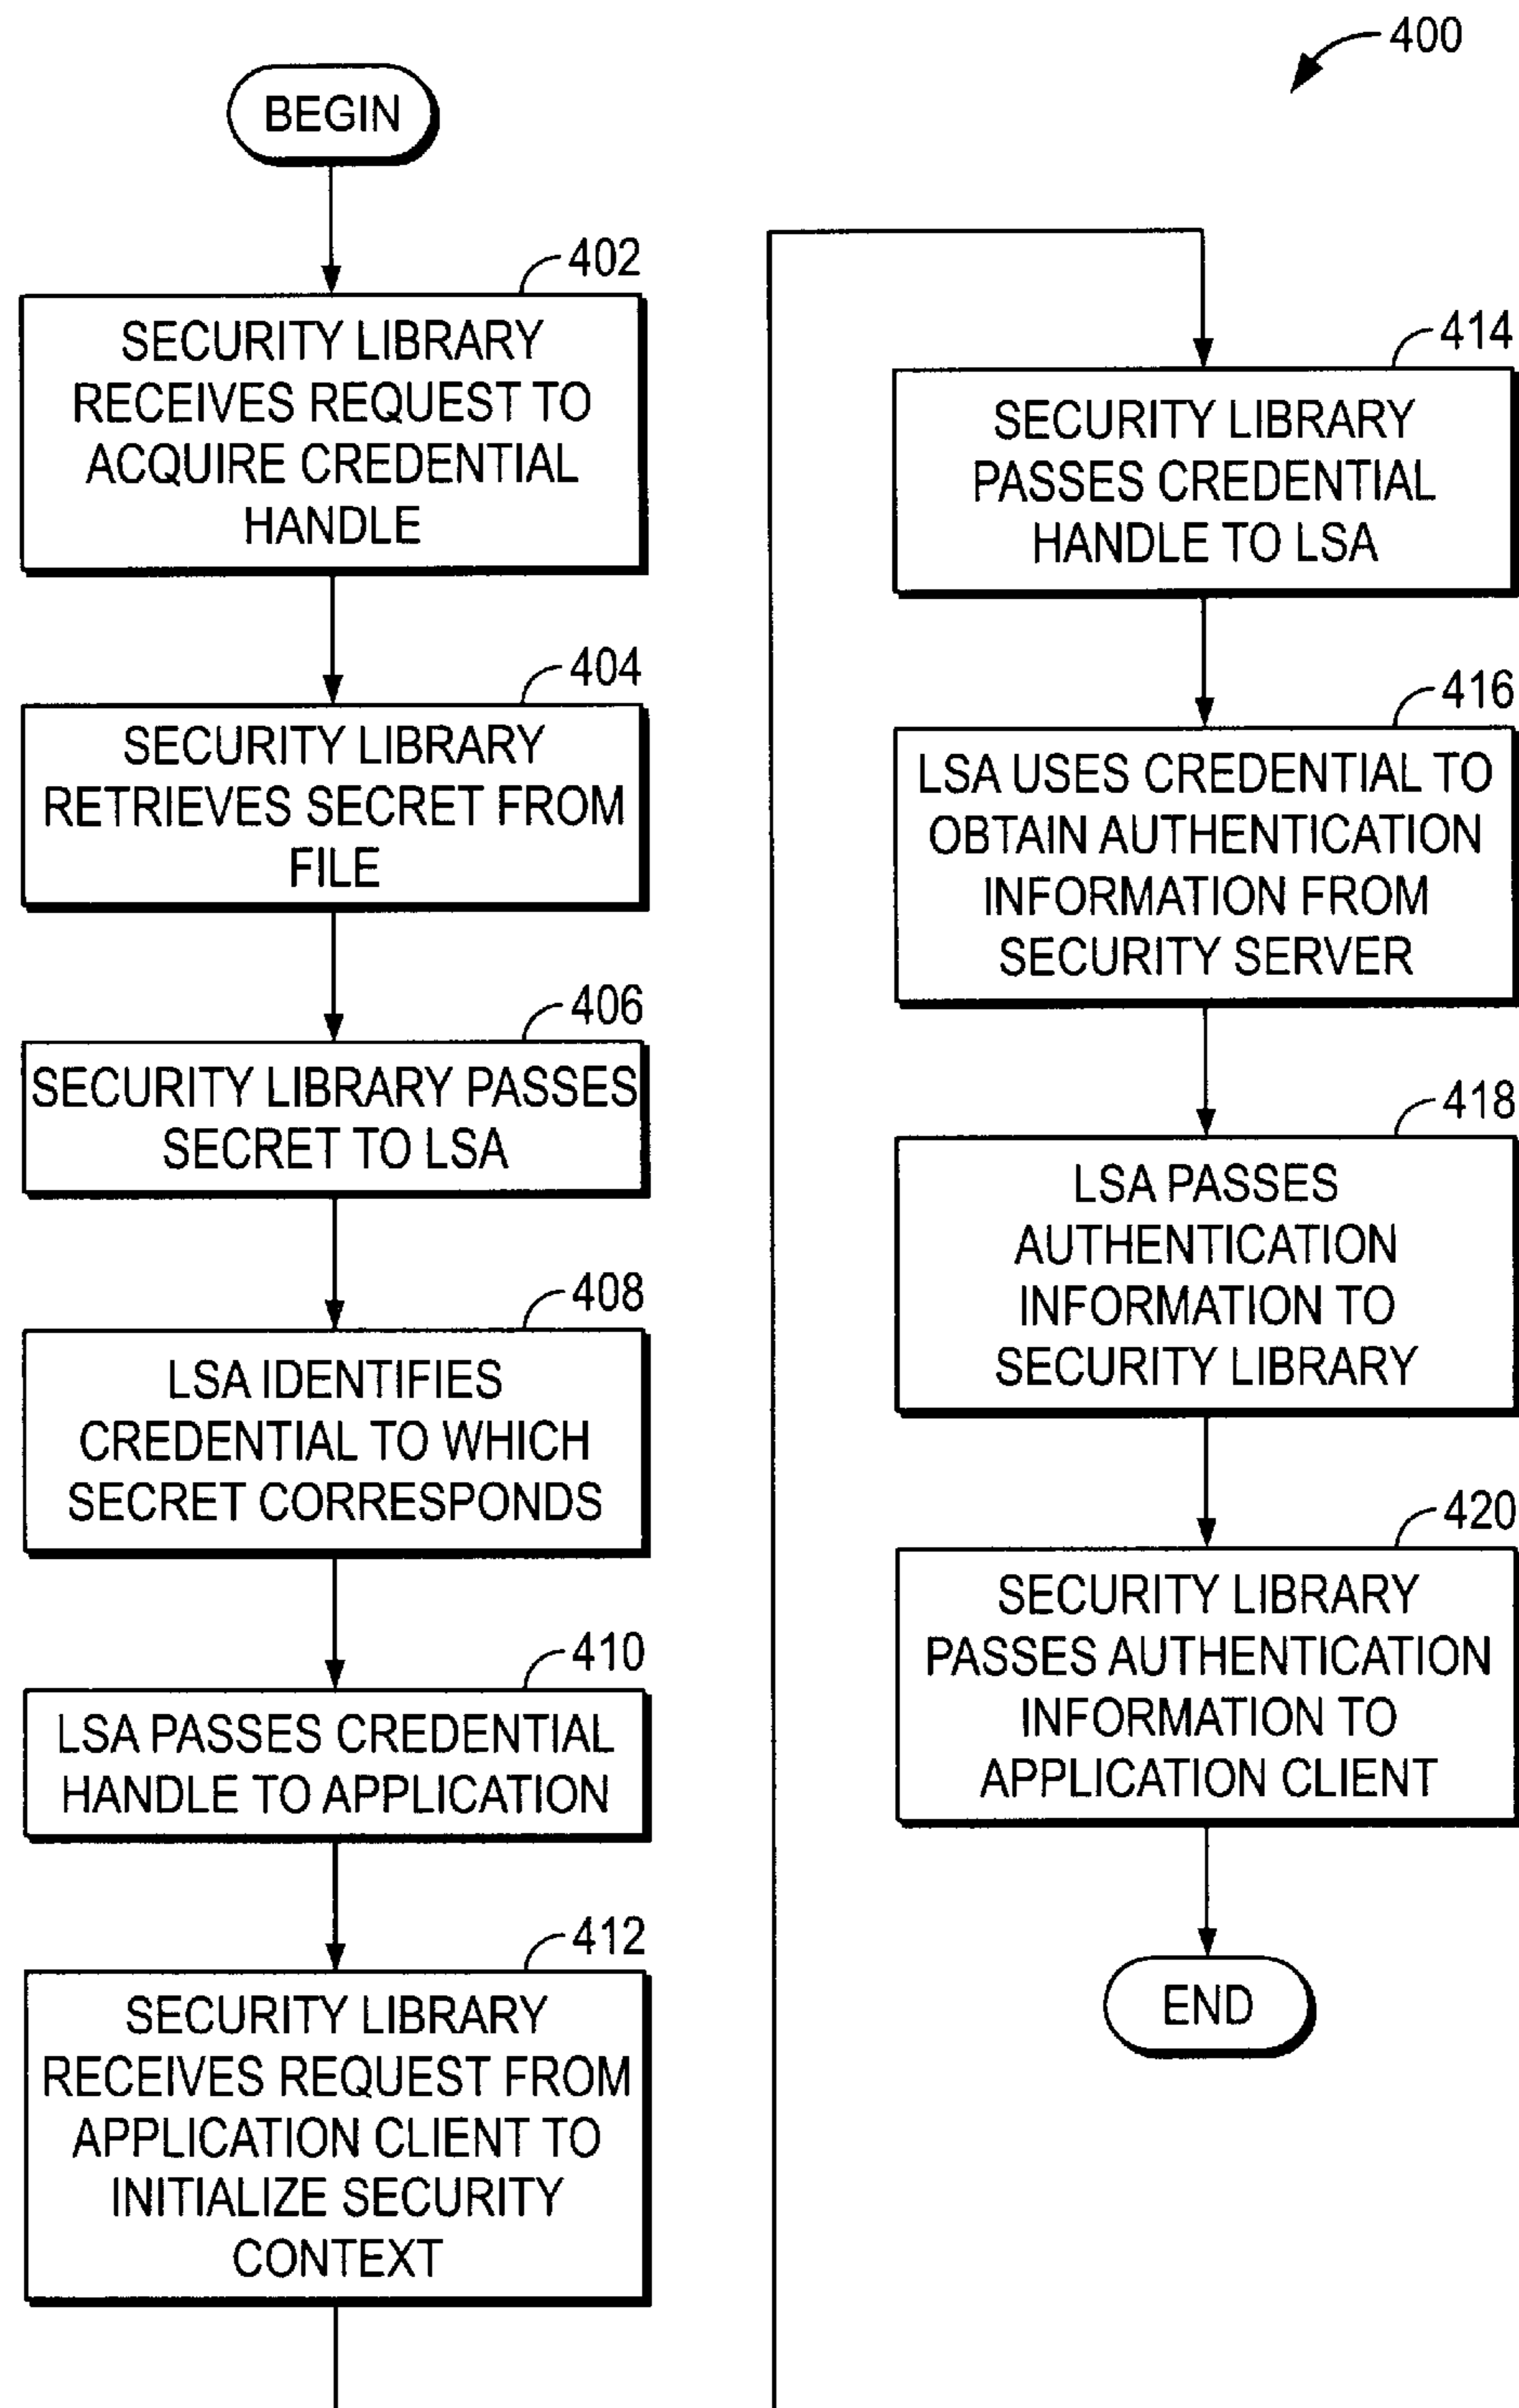 400
BEGIN
402
SECURITY LIBRARY
RECEIVES REQUEST TO
ACQUIRE CREDENTIAL
HANDLE
404
SECURITY LIBRARY
RETRIEVES SECRET FROM
FILE
406
SECURITY LIBRARY PASSES
SECRET TO LSA
408
LSA IDENTIFIES
CREDENTIAL TO WHICH
SECRET CORRESPONDS
410
LSA PASSES CREDENTIAL
HANDLE TO APPLICATION
412
SECURITY LIBRARY
RECEIVES REQUEST FROM
APPLICATION CLIENT TO
INITIALIZE SECURITY
CONTEXT
414
SECURITY LIBRARY
PASSES CREDENTIAL
HANDLE TO LSA
416
LSA USES CREDENTIAL TO
OBTAIN AUTHENTICATION
INFORMATION FROM
SECURITY SERVER
418
LSA PASSES
AUTHENTICATION
INFORMATION TO
SECURITY LIBRARY
420
SECURITY LIBRARY
PASSES AUTHENTICATION
INFORMATION TO
APPLICATION CLIENT
END